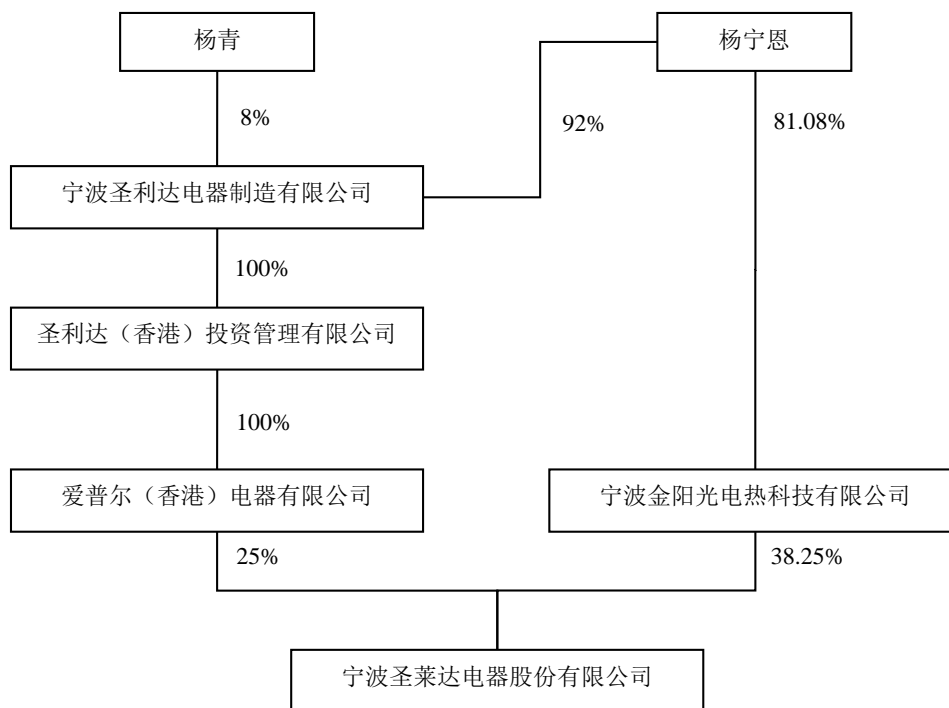 杨青
杨宁恩
8%
92%
81.08%
宁波圣利达电器制造有限公司
100%
圣利达（香港）投资管理有限公司
100%
爱普尔（香港）电器有限公司
宁波金阳光电热科技有限公司
25%
38.25%
宁波圣莱达电器股份有限公司